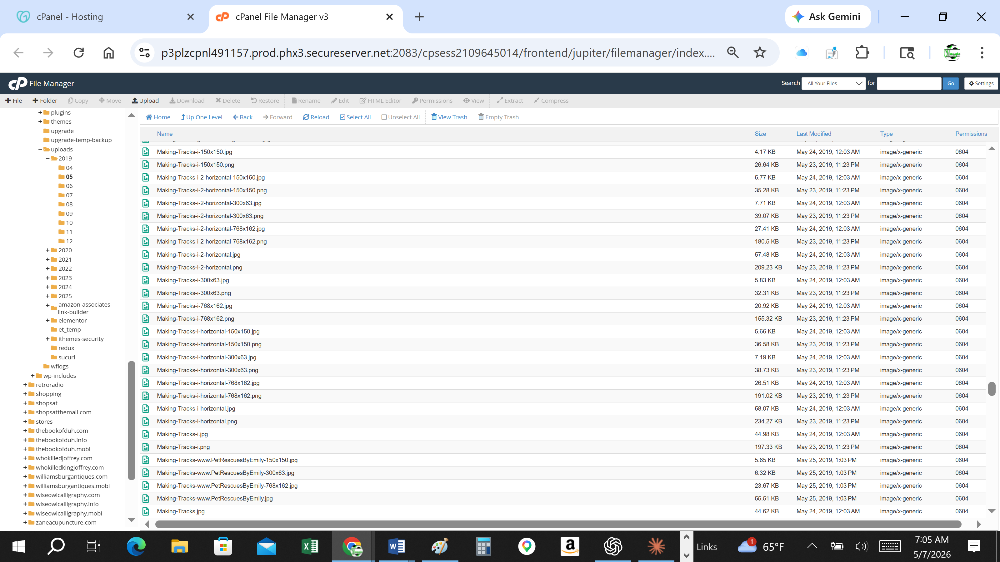 cPanel - Hosting
cPanel File Manager v3
Ask Gemini
p3plzcpnl491157.prod.phx3.secureserver.net:2083/cpsess2109645014/frontend/jupiter/filemanager/index....
cP File Manager
Search All Your Files for Go Settings
File Folder Copy Move Upload Download Delete Restore Rename Edit HTML Editor Permissions View Extract Compress
plugins
themes
upgrade
upgrade-temp-backup
uploads
2019
04
05
06
07
08
09
10
11
12
2020
2021
2022
2023
2024
2025
amazon-associates-
link-builder
elementor
et_temp
ithemes-security
redux
sucuri
wflogs
wp-includes
retroradio
shopping
shopsat
shopsatthemall.com
stores
thebookofduh.com
thebookofduh.info
thebookofduh.mobi
whokilledjoffrey.com
whokilledkingjoffrey.com
williamsburgantiques.com
williamsburgantiques.mobi
wiseowlcalligraphy.com
wiseowlcalligraphy.info
wiseowlcalligraphy.mobi
zaneacupuncture.com
Home Up One Level Back Forward Reload Select All Unselect All View Trash Empty Trash
Name Size Last Modified Type Permissions
Making-Tracks-i-150x150.jpg 4.17 KB May 24, 2019, 12:03 AM image/x-generic 0604
Making-Tracks-i-150x150.png 26.64 KB May 23, 2019, 11:23 PM image/x-generic 0604
Making-Tracks-i-2-horizontal-150x150.jpg 5.77 KB May 24, 2019, 12:03 AM image/x-generic 0604
Making-Tracks-i-2-horizontal-150x150.png 35.28 KB May 23, 2019, 11:23 PM image/x-generic 0604
Making-Tracks-i-2-horizontal-300x63.jpg 7.71 KB May 24, 2019, 12:03 AM image/x-generic 0604
Making-Tracks-i-2-horizontal-300x63.png 39.07 KB May 23, 2019, 11:23 PM image/x-generic 0604
Making-Tracks-i-2-horizontal-768x162.jpg 27.41 KB May 24, 2019, 12:03 AM image/x-generic 0604
Making-Tracks-i-2-horizontal-768x162.png 180.5 KB May 23, 2019, 11:23 PM image/x-generic 0604
Making-Tracks-i-2-horizontal.jpg 57.48 KB May 24, 2019, 12:03 AM image/x-generic 0604
Making-Tracks-i-2-horizontal.png 209.23 KB May 23, 2019, 11:23 PM image/x-generic 0604
Making-Tracks-i-300x63.jpg 5.83 KB May 24, 2019, 12:03 AM image/x-generic 0604
Making-Tracks-i-300x63.png 32.31 KB May 23, 2019, 11:23 PM image/x-generic 0604
Making-Tracks-i-768x162.jpg 20.92 KB May 24, 2019, 12:03 AM image/x-generic 0604
Making-Tracks-i-768x162.png 155.32 KB May 23, 2019, 11:23 PM image/x-generic 0604
Making-Tracks-i-horizontal-150x150.jpg 5.66 KB May 24, 2019, 12:03 AM image/x-generic 0604
Making-Tracks-i-horizontal-150x150.png 36.58 KB May 23, 2019, 11:23 PM image/x-generic 0604
Making-Tracks-i-horizontal-300x63.jpg 7.19 KB May 24, 2019, 12:03 AM image/x-generic 0604
Making-Tracks-i-horizontal-300x63.png 38.73 KB May 23, 2019, 11:23 PM image/x-generic 0604
Making-Tracks-i-horizontal-768x162.jpg 26.51 KB May 24, 2019, 12:03 AM image/x-generic 0604
Making-Tracks-i-horizontal-768x162.png 191.02 KB May 23, 2019, 11:23 PM image/x-generic 0604
Making-Tracks-i-horizontal.jpg 58.07 KB May 24, 2019, 12:03 AM image/x-generic 0604
Making-Tracks-i-horizontal.png 234.27 KB May 23, 2019, 11:23 PM image/x-generic 0604
Making-Tracks-i.jpg 44.98 KB May 24, 2019, 12:03 AM image/x-generic 0604
Making-Tracks-i.png 197.33 KB May 23, 2019, 11:23 PM image/x-generic 0604
Making-Tracks-www.PetRescuesByEmily-150x150.jpg 5.65 KB May 25, 2019, 1:03 PM image/x-generic 0604
Making-Tracks-www.PetRescuesByEmily-300x63.jpg 6.32 KB May 25, 2019, 1:03 PM image/x-generic 0604
Making-Tracks-www.PetRescuesByEmily-768x162.jpg 23.67 KB May 25, 2019, 1:03 PM image/x-generic 0604
Making-Tracks-www.PetRescuesByEmily.jpg 55.51 KB May 25, 2019, 1:03 PM image/x-generic 0604
Making-Tracks.jpg 44.62 KB May 24, 2019, 12:03 AM image/x-generic 0604
Links
1
65°F
7:05 AM
5/7/2026